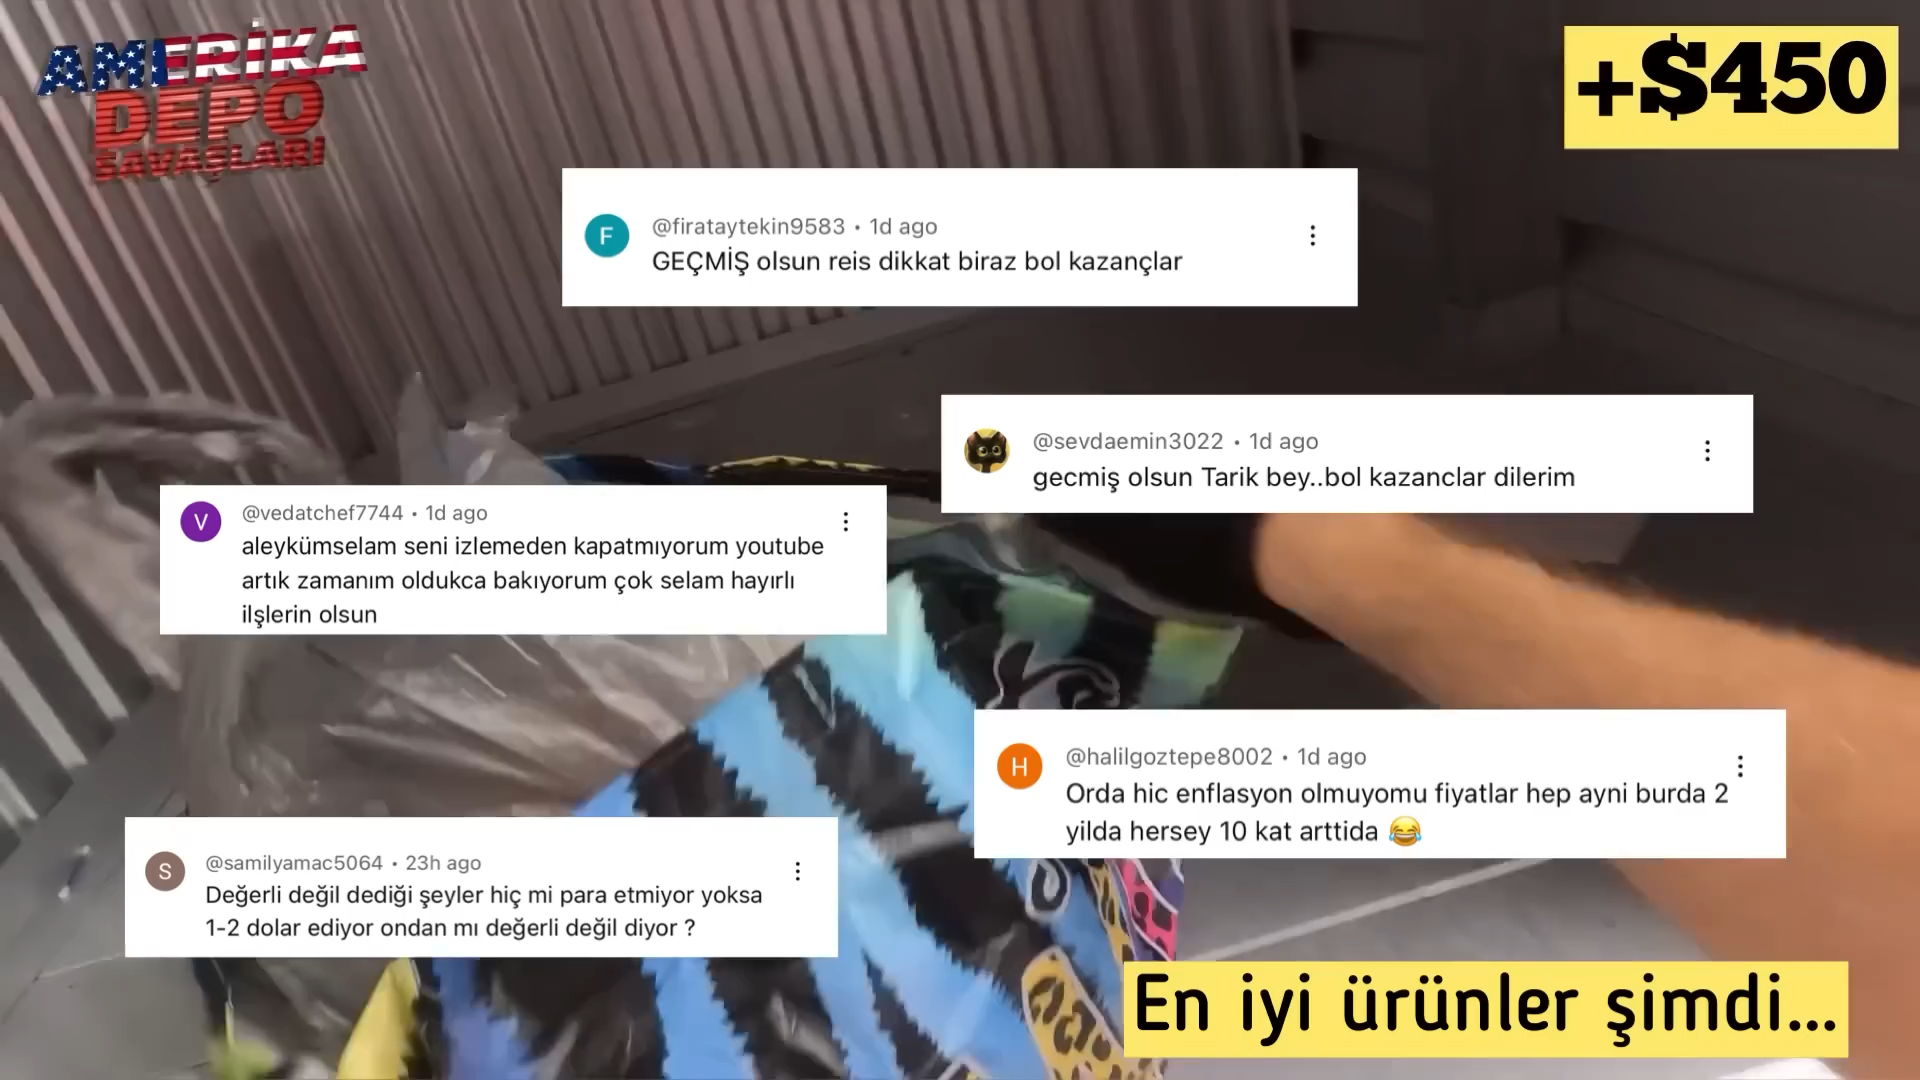 AMERİKA
DEPO
SAVAŞLARI
+$450
F
@firataytekin9583 • 1d ago
GEÇMİŞ olsun reis dikkat biraz bol kazançlar
@sevdaemin3022 • 1d ago
gecmiş olsun Tarik bey..bol kazanclar dilerim
V
@vedatchef7744 • 1d ago
aleykümselam seni izlemeden kapatmıyorum youtube
artık zamanım oldukca bakıyorum çok selam hayırlı
ilşlerin olsun
H
@halilgoztepe8002 • 1d ago
Orda hic enflasyon olmuyomu fiyatlar hep ayni burda 2
yilda hersey 10 kat arttida 😂
S
@samilyamac5064 • 23h ago
Değerli değil dediği şeyler hiç mi para etmiyor yoksa
1-2 dolar ediyor ondan mı değerli değil diyor ?
En iyi ürünler şimdi...